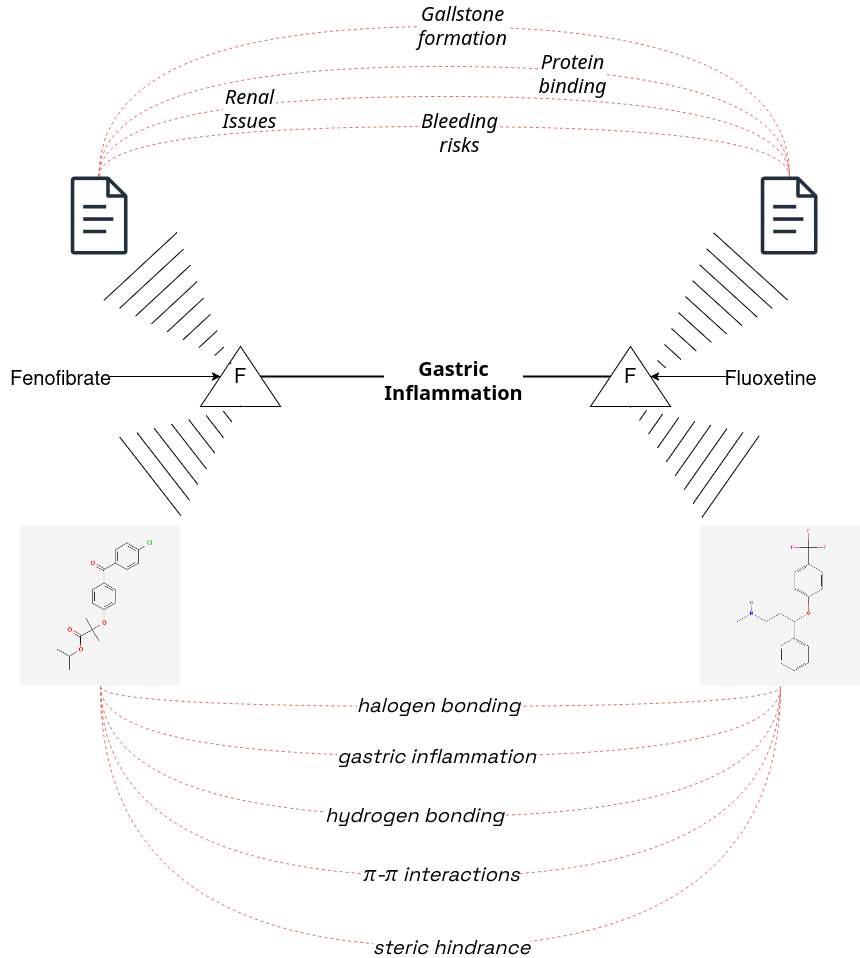 Gallstone
formation
Protein
binding
Renal
Issues
Bleeding
risks
Fenofibrate
F
Gastric
Inflammation
F
Fluoxetine
Cl
O
O
O
O
F
F
F
H
N
O
halogen bonding
gastric inflammation
hydrogen bonding
π-π interactions
steric hindrance